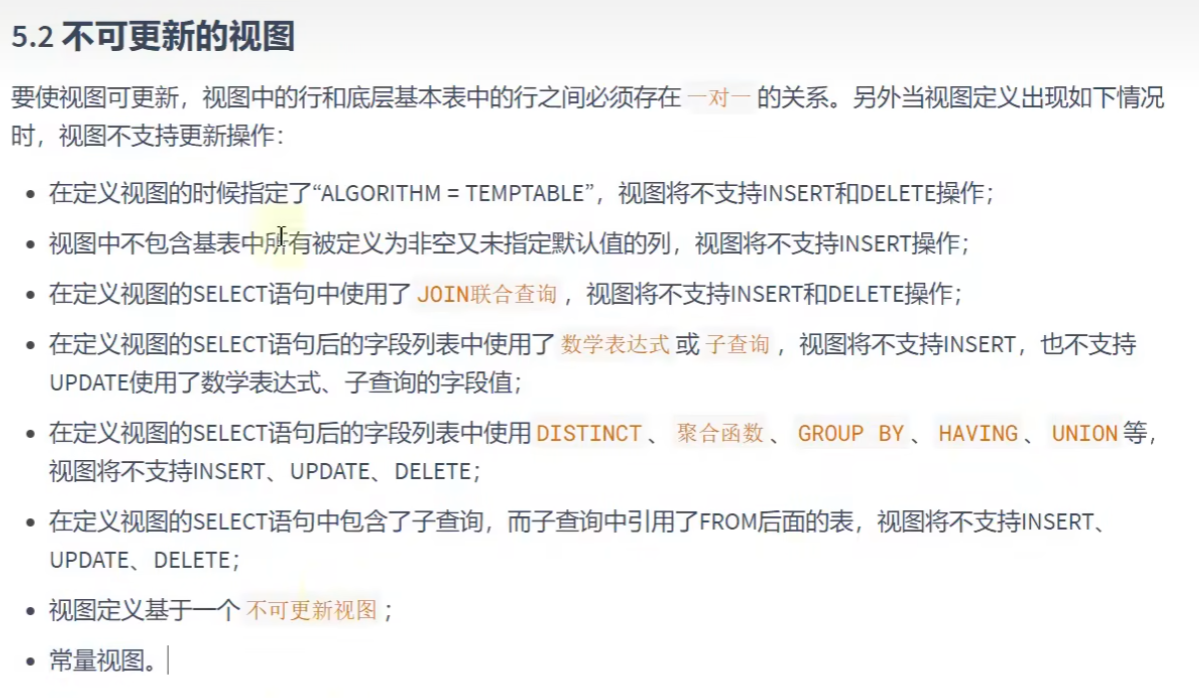 5.2 不可更新的视图
要使视图可更新，视图中的行和底层基本表中的行之间必须存在 一对一 的关系。另外当视图定义出现如下情况
时，视图不支持更新操作：
• 在定义视图的时候指定了“ALGORITHM = TEMPTABLE”，视图将不支持INSERT和DELETE操作；
• 视图中不包含基表中所有被定义为非空又未指定默认值的列，视图将不支持INSERT操作；
• 在定义视图的SELECT语句中使用了 JOIN联合查询 ，视图将不支持INSERT和DELETE操作；
• 在定义视图的SELECT语句后的字段列表中使用了 数学表达式 或 子查询 ，视图将不支持INSERT，也不支持
UPDATE使用了数学表达式、子查询的字段值；
• 在定义视图的SELECT语句后的字段列表中使用 DISTINCT 、 聚合函数 、 GROUP BY 、 HAVING 、 UNION 等，
视图将不支持INSERT、UPDATE、DELETE；
• 在定义视图的SELECT语句中包含了子查询，而子查询中引用了FROM后面的表，视图将不支持INSERT、
UPDATE、DELETE；
• 视图定义基于一个 不可更新视图 ；
• 常量视图。